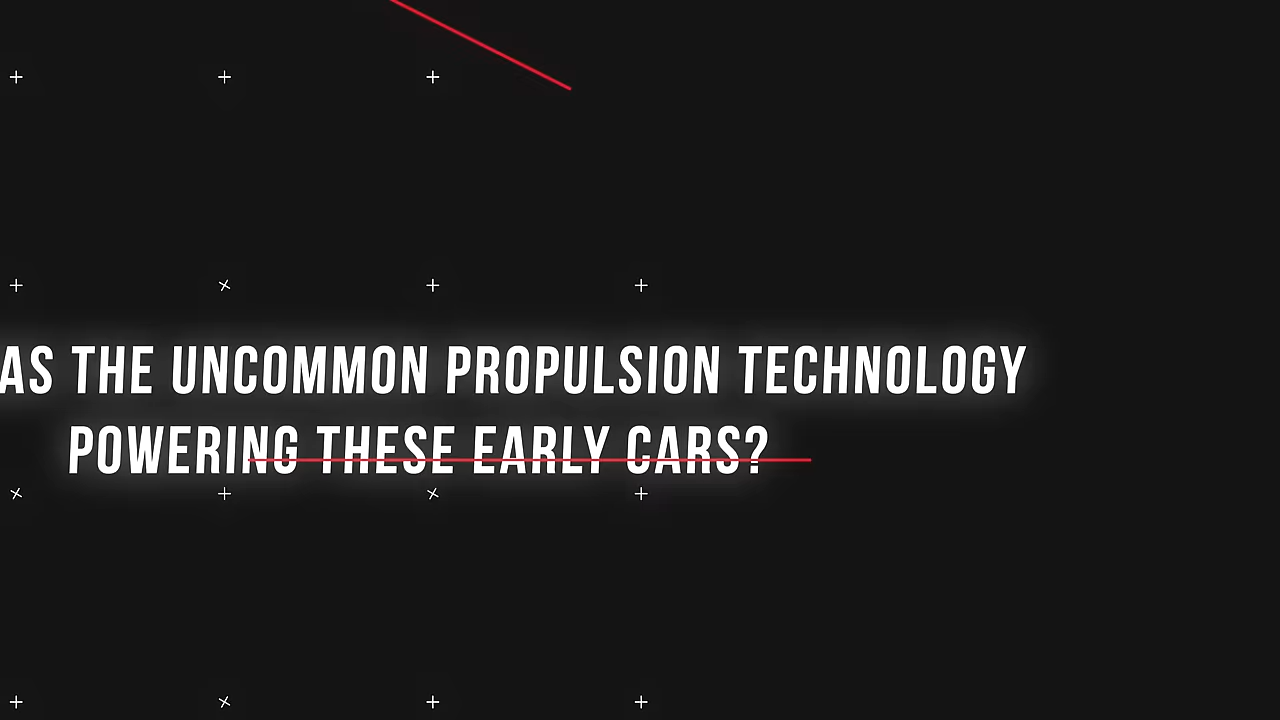 AS THE UNCOMMON PROPULSION TECHNOLOGY
POWERING THESE EARLY CARS?